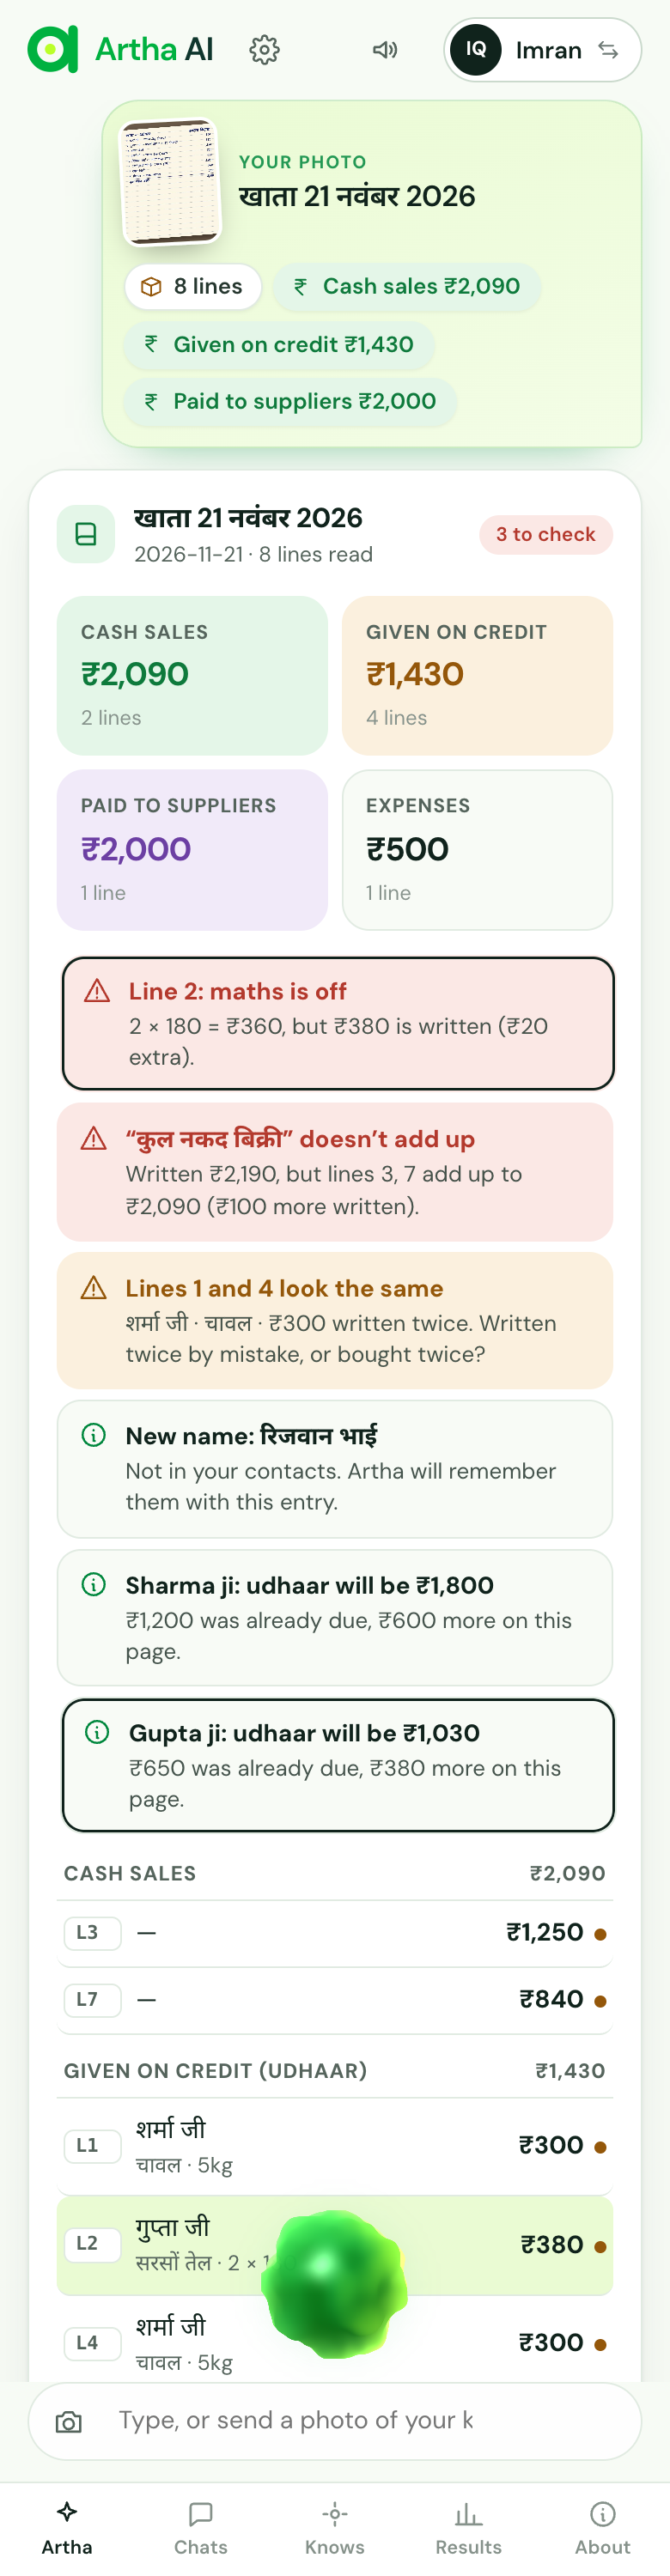 Artha AI
IQ Imran
YOUR PHOTO
खाता 21 नवंबर 2026
8 lines
₹ Cash sales ₹2,090
₹ Given on credit ₹1,430
₹ Paid to suppliers ₹2,000
खाता 21 नवंबर 2026
2026-11-21 · 8 lines read
3 to check
CASH SALES
₹2,090
2 lines
GIVEN ON CREDIT
₹1,430
4 lines
PAID TO SUPPLIERS
₹2,000
1 line
EXPENSES
₹500
1 line
Line 2: maths is off
2 × 180 = ₹360, but ₹380 is written (₹20
extra).
“कुल नकद बिक्री” doesn’t add up
Written ₹2,190, but lines 3, 7 add up to
₹2,090 (₹100 more written).
Lines 1 and 4 look the same
शर्मा जी · चावल · ₹300 written twice. Written
twice by mistake, or bought twice?
New name: रिजवान भाई
Not in your contacts. Artha will remember
them with this entry.
Sharma ji: udhaar will be ₹1,800
₹1,200 was already due, ₹600 more on this
page.
Gupta ji: udhaar will be ₹1,030
₹650 was already due, ₹380 more on this
page.
CASH SALES ₹2,090
L3 — ₹1,250
L7 — ₹840
GIVEN ON CREDIT (UDHAAR) ₹1,430
L1 शर्मा जी ₹300
चावल · 5kg
L2 गुप्ता जी ₹380
सरसों तेल · 2 ×
L4 शर्मा जी ₹300
चावल · 5kg
Type, or send a photo of your k
Artha
Chats
Knows
Results
About